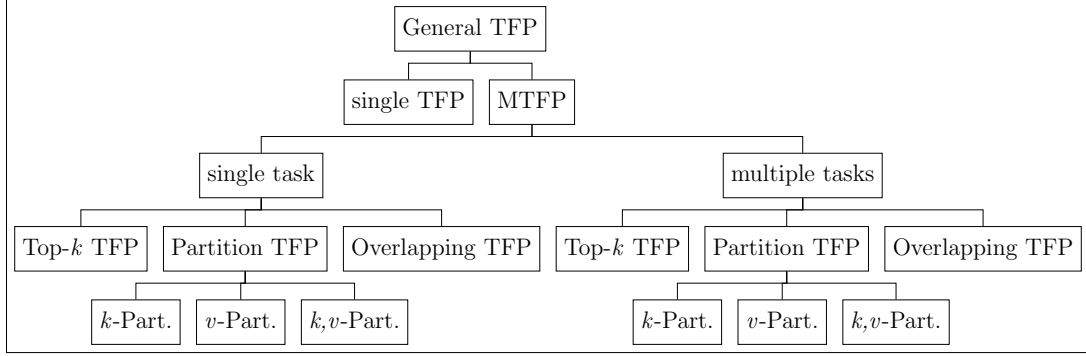 General TFP
single TFP MTFP
single task multiple tasks
Top-k TFP Partition TFP Overlapping TFP Top-k TFP Partition TFP Overlapping TFP
k-Part. v-Part. k,v-Part. k-Part. v-Part. k,v-Part.